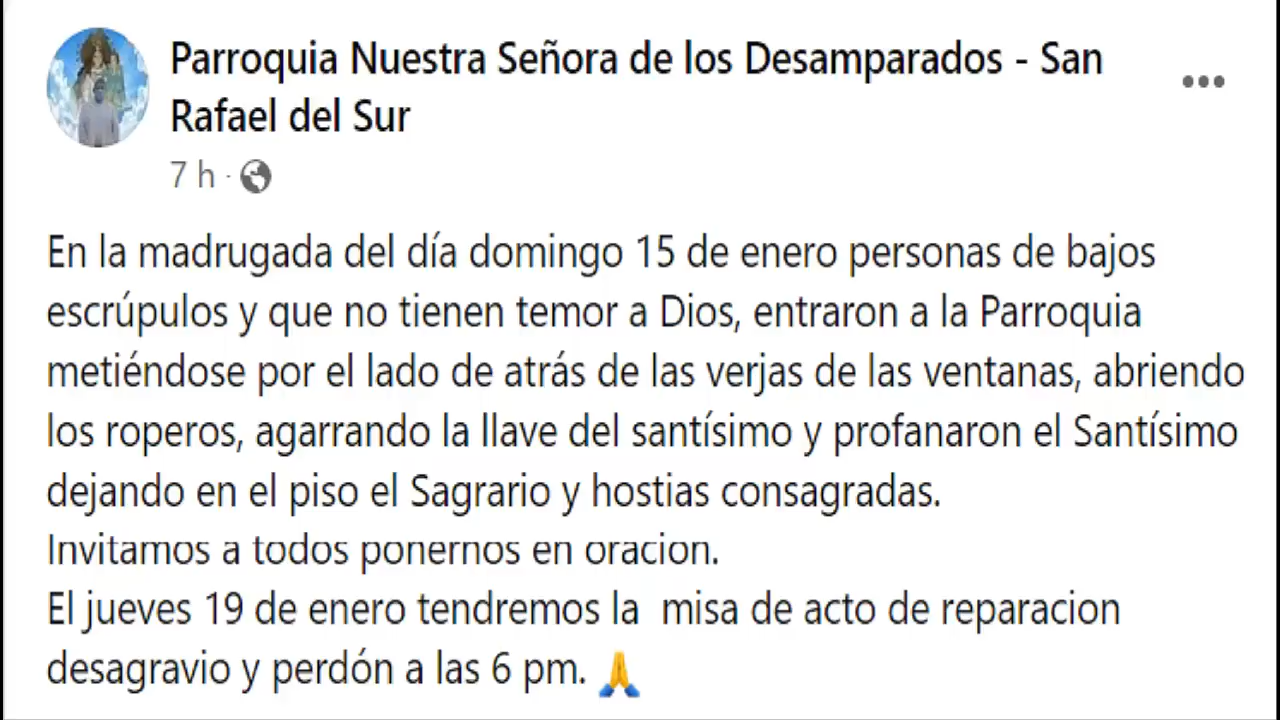 Parroquia Nuestra Señora de los Desamparados - San
Rafael del Sur
7 h ·
En la madrugada del día domingo 15 de enero personas de bajos
escrúpulos y que no tienen temor a Dios, entraron a la Parroquia
metiéndose por el lado de atrás de las verjas de las ventanas, abriendo
los roperos, agarrando la llave del santísimo y profanaron el Santísimo
dejando en el piso el Sagrario y hostias consagradas.
Invitamos a todos ponernos en oracion.
El jueves 19 de enero tendremos la  misa de acto de reparacion
desagravio y perdón a las 6 pm. 🙏